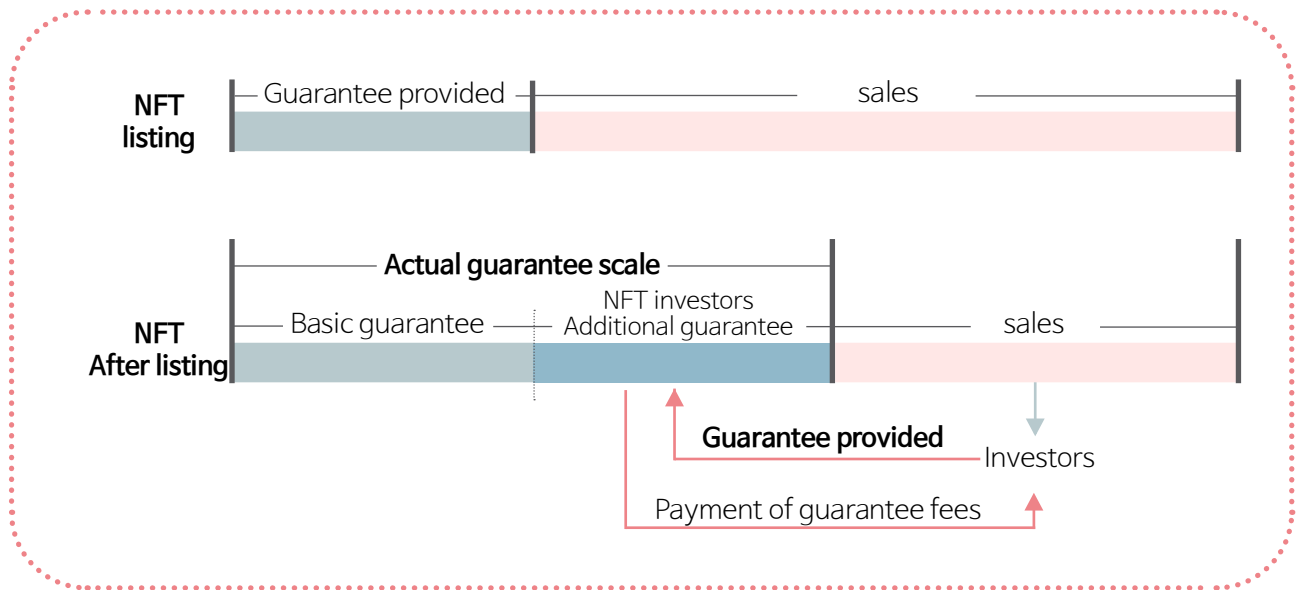 NFT
listing
Guarantee provided
sales
Actual guarantee scale
NFT
After listing
Basic guarantee
NFT investors
Additional guarantee
sales
Guarantee provided
Investors
Payment of guarantee fees